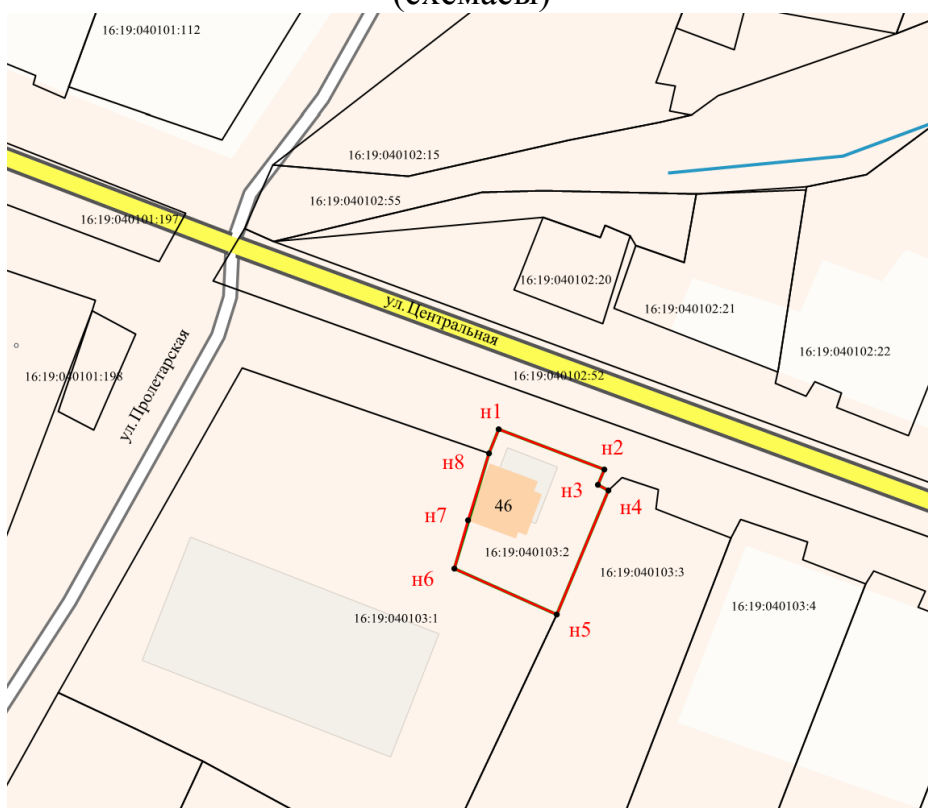 (схемасы)
16:19:040101:112
16:19:040102:15
16:19:040102:55
16:19:040101:197
16:19:040102:20
16:19:040102:21
16:19:040102:22
ул. Центральная
16:19:040102:52
16:19:040101:198
ул. Пролетарская
н1
н2
н8
н3
н4
46
н7
16:19:040103:2
н6
16:19:040103:3
16:19:040103:4
16:19:040103:1
н5